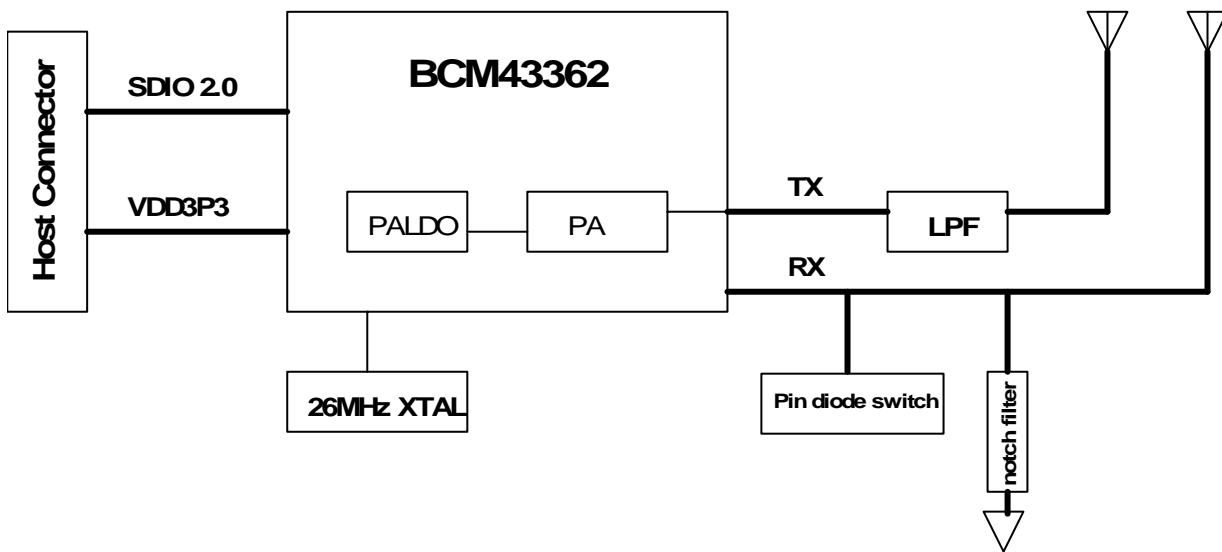 Host Connector
SDIO 2.0
VDD3P3
BCM43362
PALDO
PA
TX
LPF
RX
26MHz XTAL
Pin diode switch
notch filter